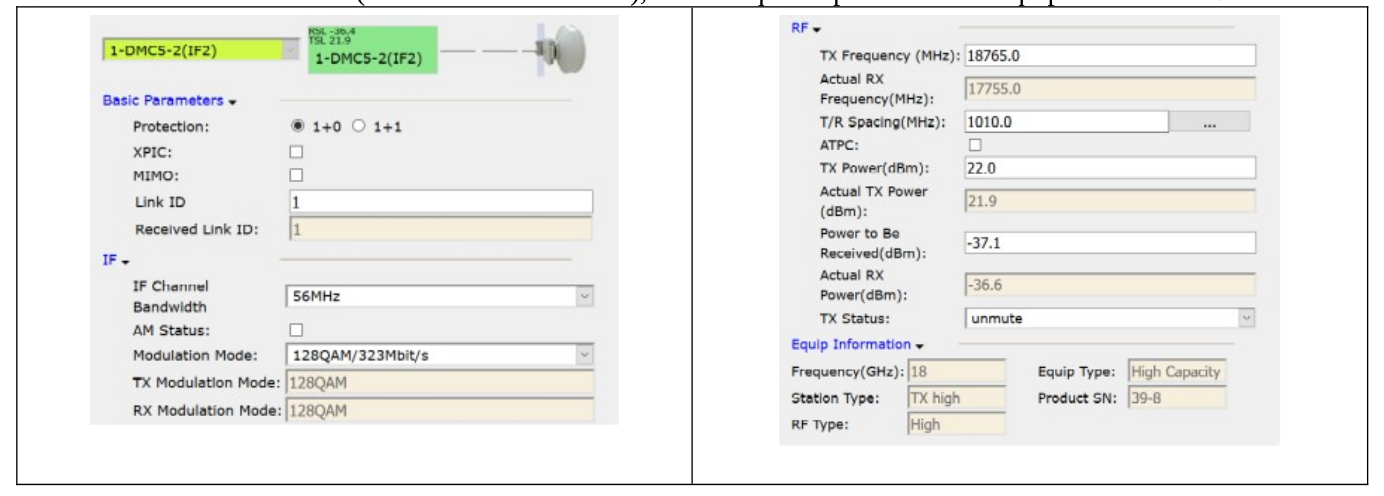 1-DMC5-2(IF2)
RSL -36.4
TSL 21.9
1-DMC5-2(IF2)
Basic Parameters
Protection: 1+0 1+1
XPIC:
MIMO:
Link ID 1
Received Link ID: 1
IF
IF Channel
Bandwidth
56MHz
AM Status:
Modulation Mode: 128QAM/323Mbit/s
TX Modulation Mode: 128QAM
RX Modulation Mode: 128QAM
RF
TX Frequency (MHz): 18765.0
Actual RX
Frequency(MHz):
17755.0
T/R Spacing(MHz): 1010.0 ...
ATPC:
TX Power(dBm): 22.0
Actual TX Power
(dBm):
21.9
Power to Be
Received(dBm):
-37.1
Actual RX
Power(dBm):
-36.6
TX Status: unmute
Equip Information
Frequency(GHz): 18 Equip Type: High Capacity
Station Type: TX high Product SN: 39-8
RF Type: High